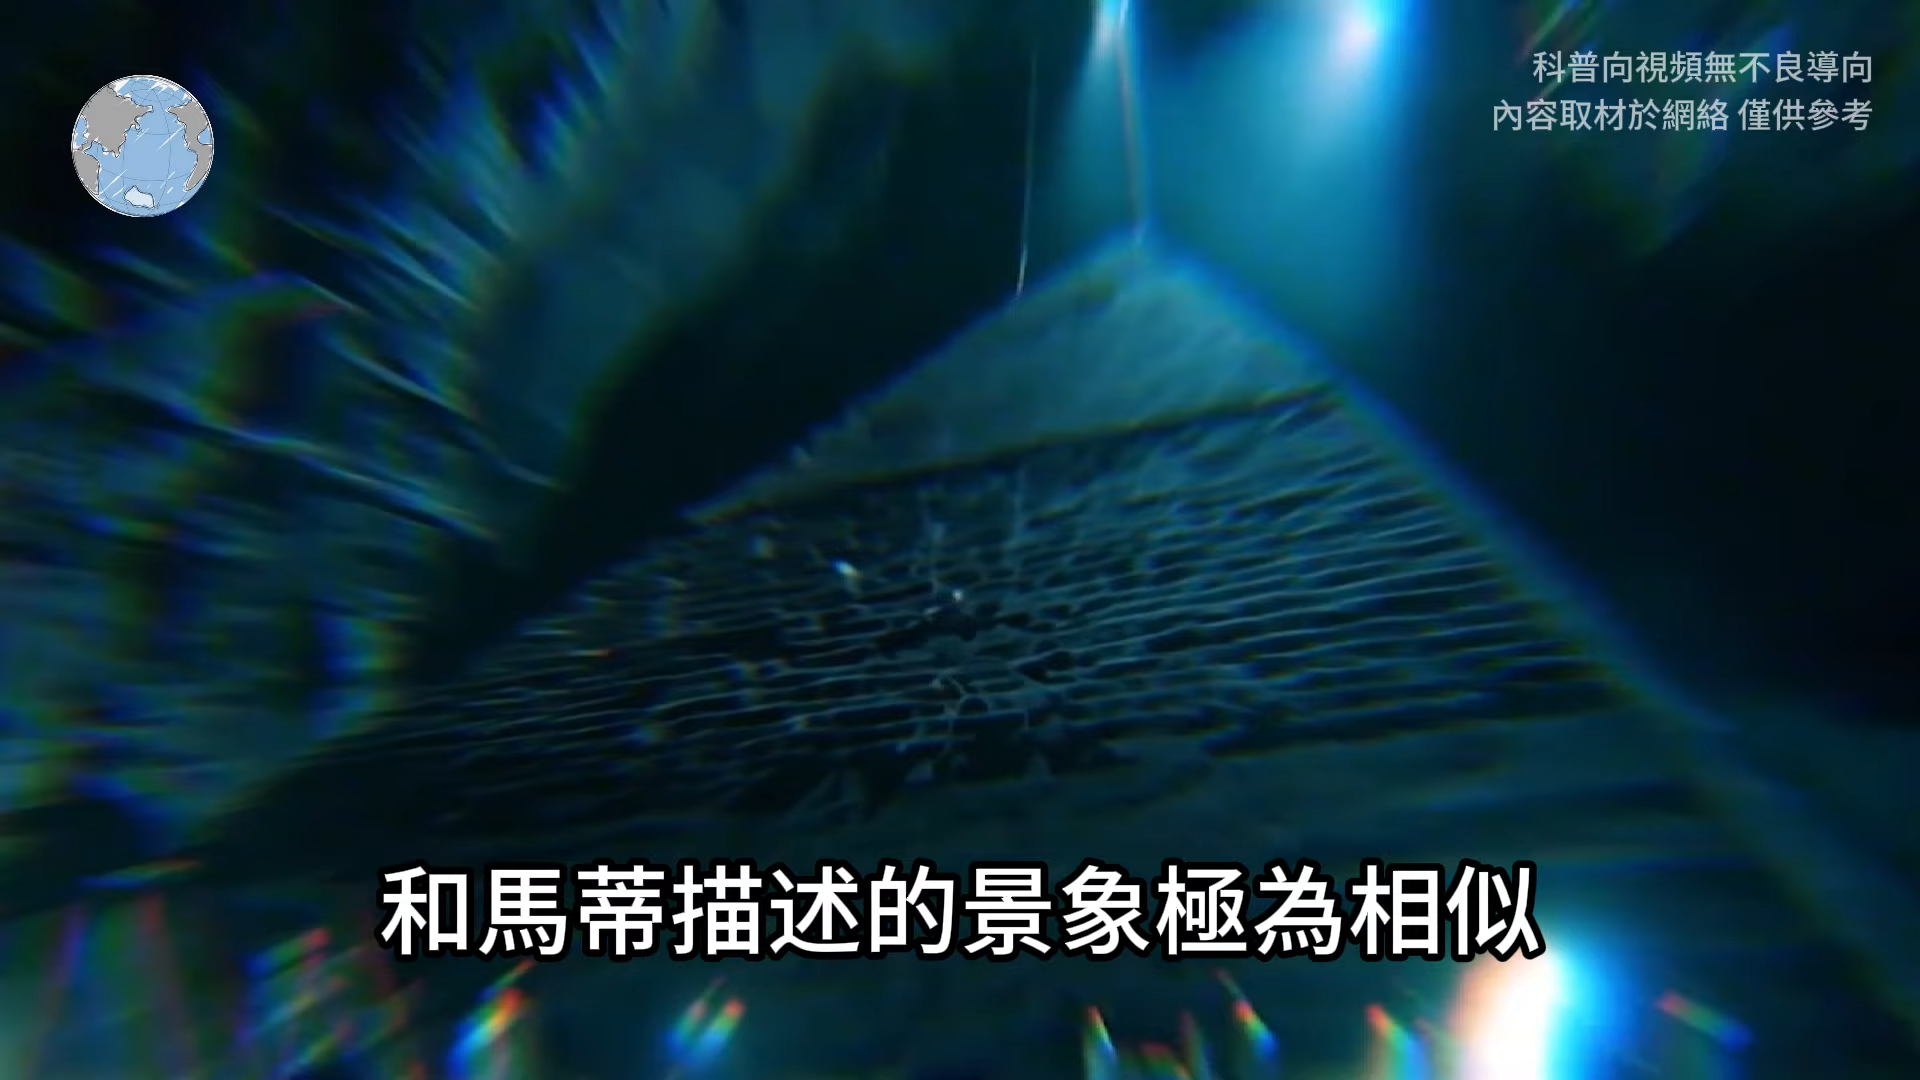 科普向視頻無不良導向
內容取材於網絡 僅供參考
和馬蒂描述的景象極為相似